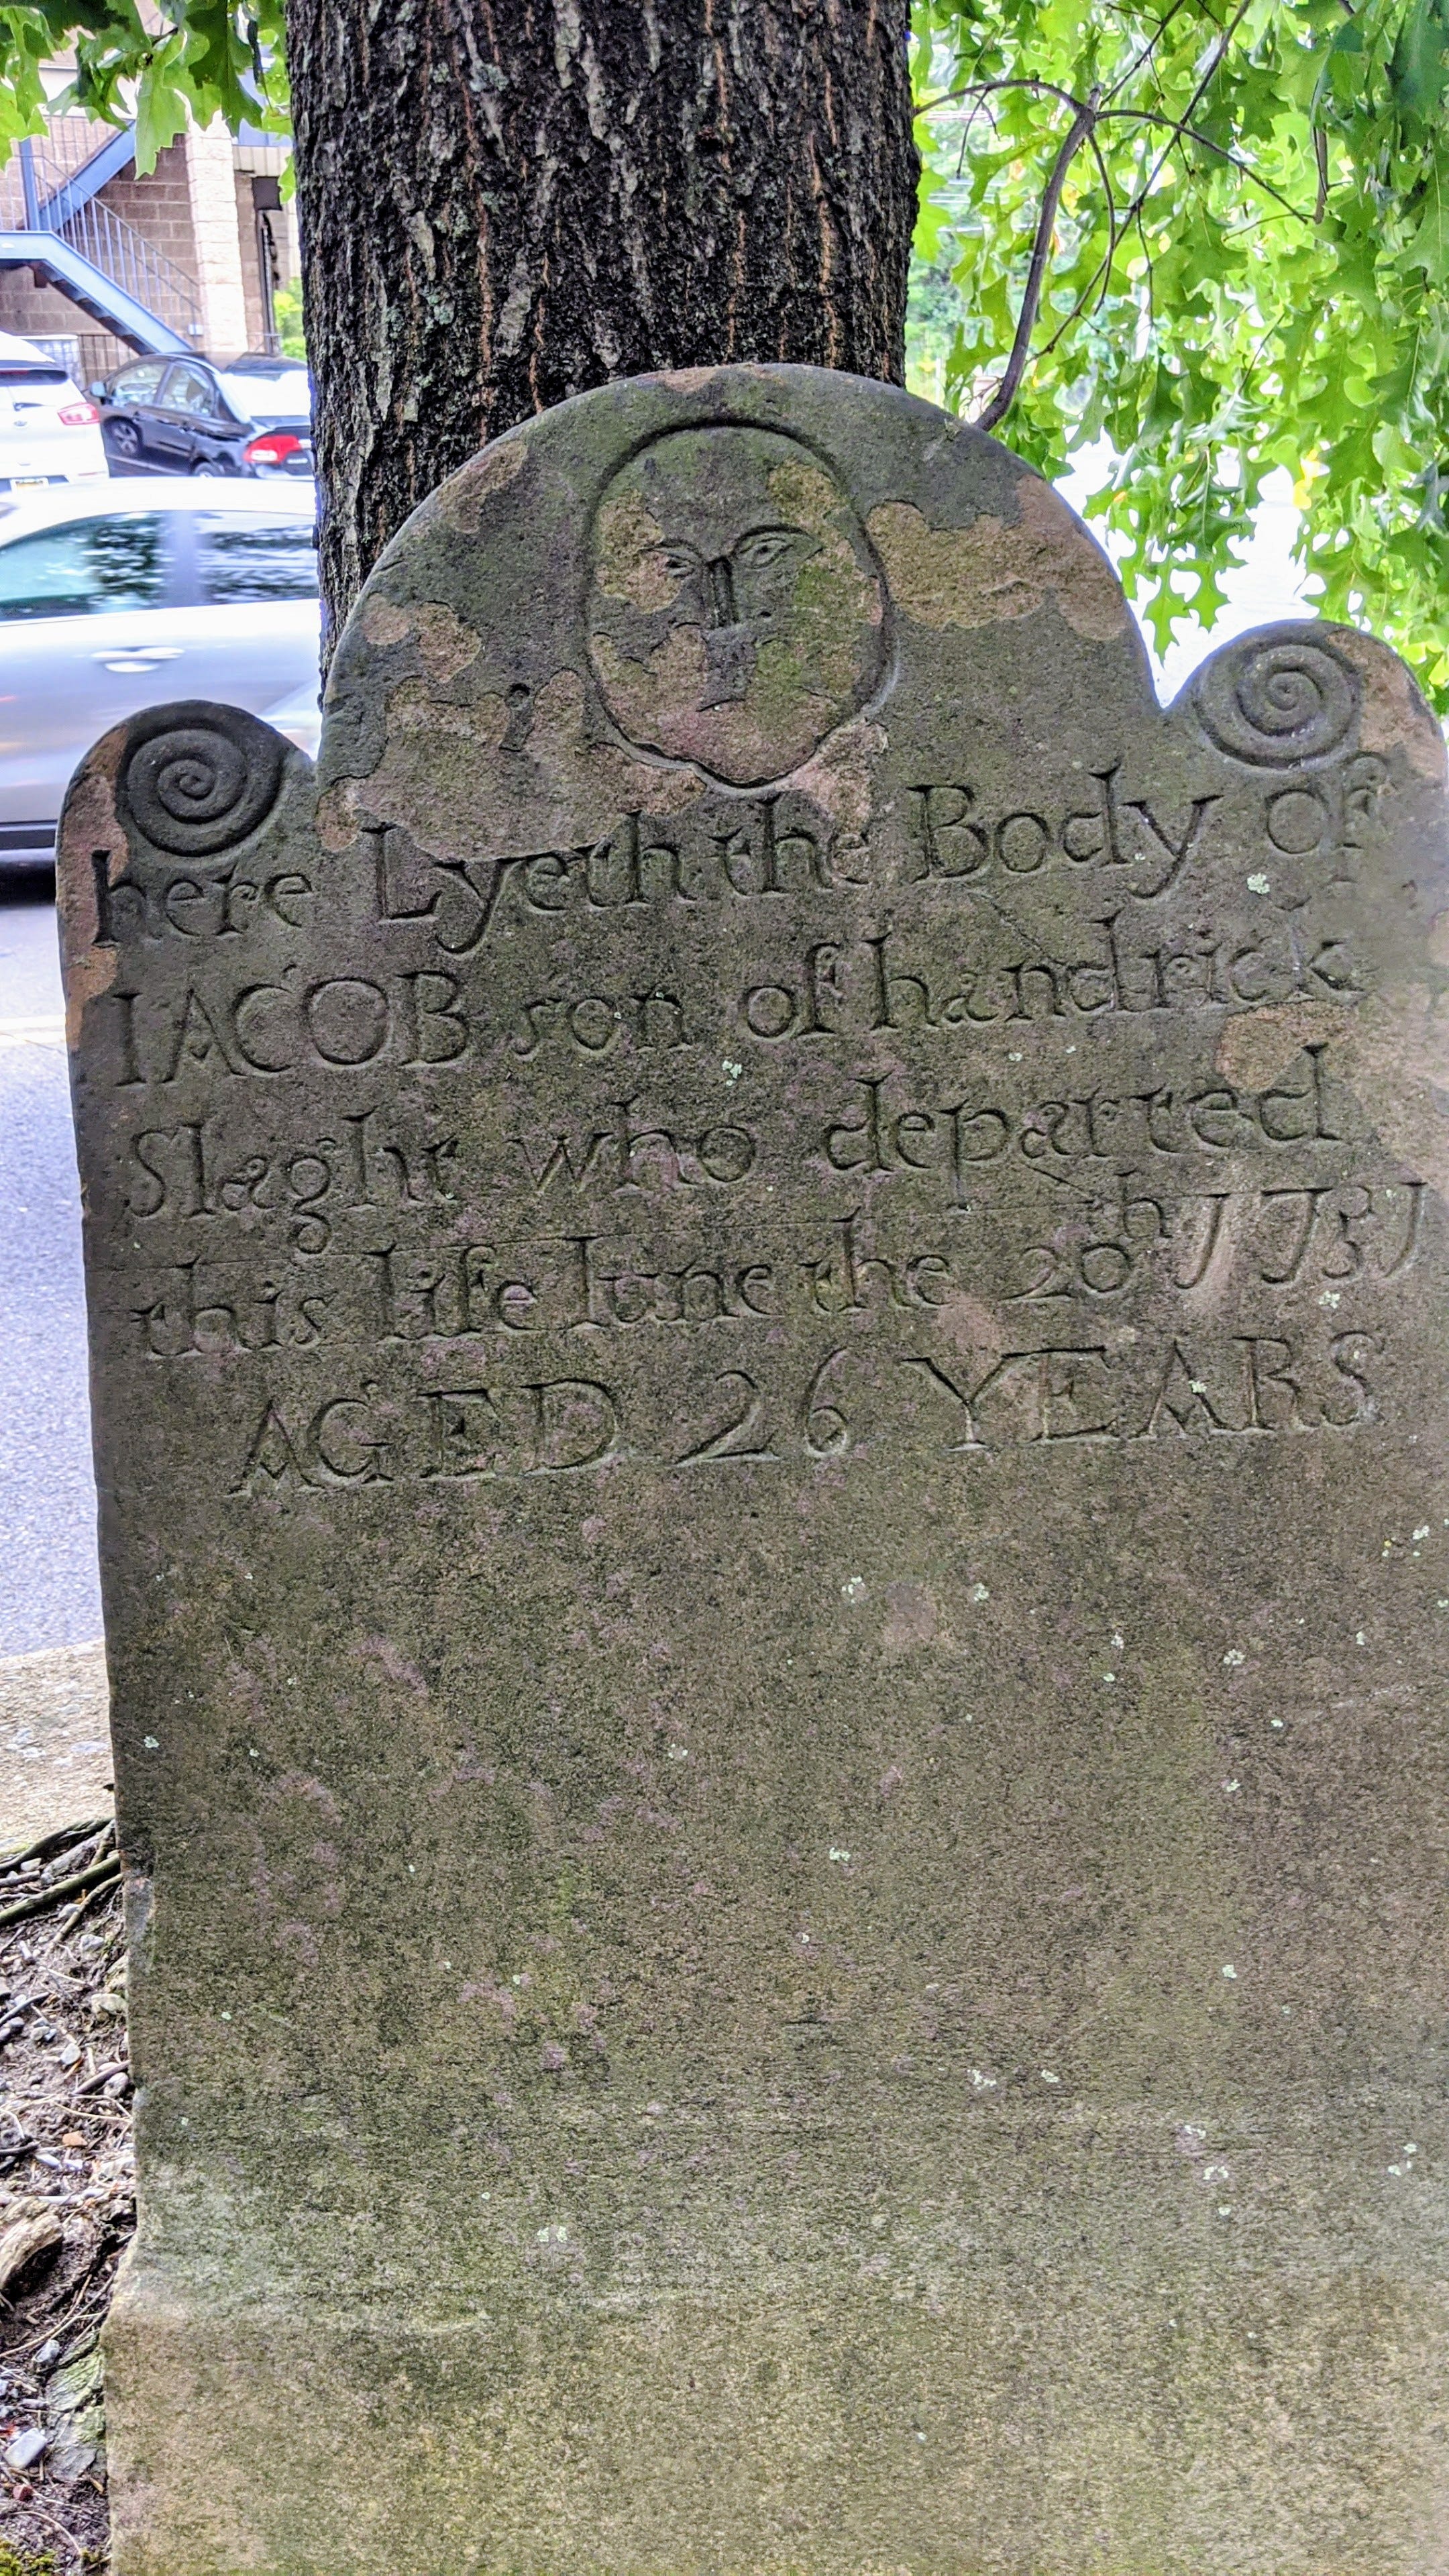 here Lyeth the Body of
IACOB son of handrick
Slaght who departed
this life Iune the 20th 1731
AGED 26 YEARS